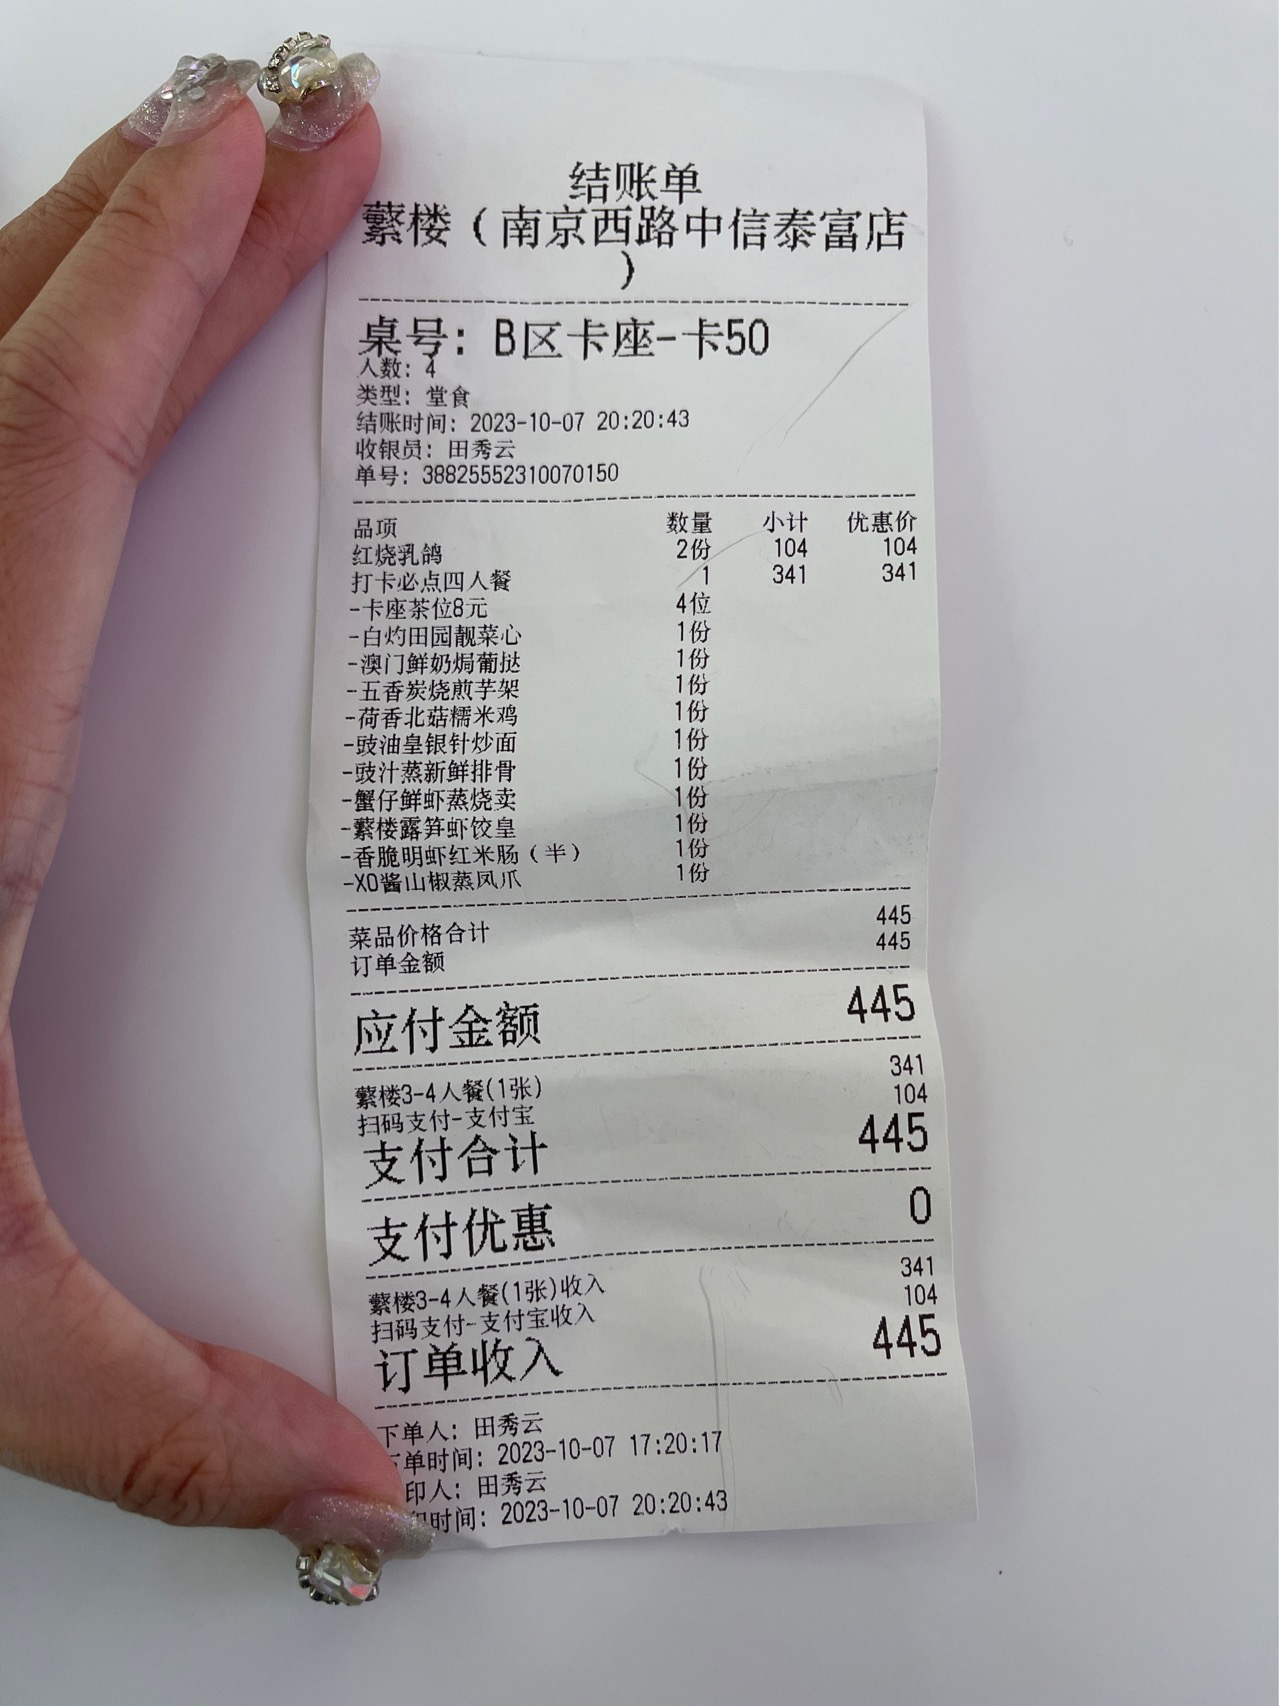 结账单
蘩楼（南京西路中信泰富店
）
桌号: B区卡座-卡50
人数: 4
类型: 堂食
结账时间: 2023-10-07 20:20:43
收银员: 田秀云
单号: 38825552310070150
品项 数量 小计 优惠价
红烧乳鸽 2份 104 104
打卡必点四人餐 1 341 341
-卡座茶位8元 4位
-白灼田园靓菜心 1份
-澳门鲜奶焗葡挞 1份
-五香炭烧煎芋架 1份
-荷香北菇糯米鸡 1份
-豉油皇银针炒面 1份
-豉汁蒸新鲜排骨 1份
-蟹仔鲜虾蒸烧卖 1份
-蘩楼露笋虾饺皇 1份
-香脆明虾红米肠（半） 1份
-XO酱山椒蒸凤爪 1份
菜品价格合计 445
订单金额 445
应付金额 445
蘩楼3-4人餐(1张) 341
扫码支付-支付宝 104
支付合计 445
支付优惠 0
蘩楼3-4人餐(1张)收入 341
扫码支付-支付宝收入 104
订单收入 445
下单人: 田秀云
单时间: 2023-10-07 17:20:17
印人: 田秀云
时间: 2023-10-07 20:20:43